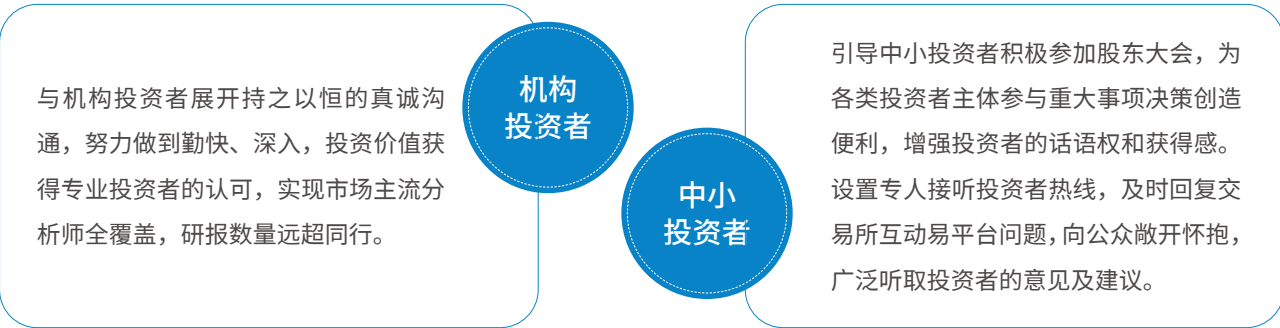 与机构投资者展开持之以恒的真诚沟
通，努力做到勤快、深入，投资价值获
得专业投资者的认可，实现市场主流分
析师全覆盖，研报数量远超同行。
机构
投资者
中小
投资者
引导中小投资者积极参加股东大会，为
各类投资者主体参与重大事项决策创造
便利，增强投资者的话语权和获得感。
设置专人接听投资者热线，及时回复交
易所互动易平台问题，向公众敞开怀抱，
广泛听取投资者的意见及建议。